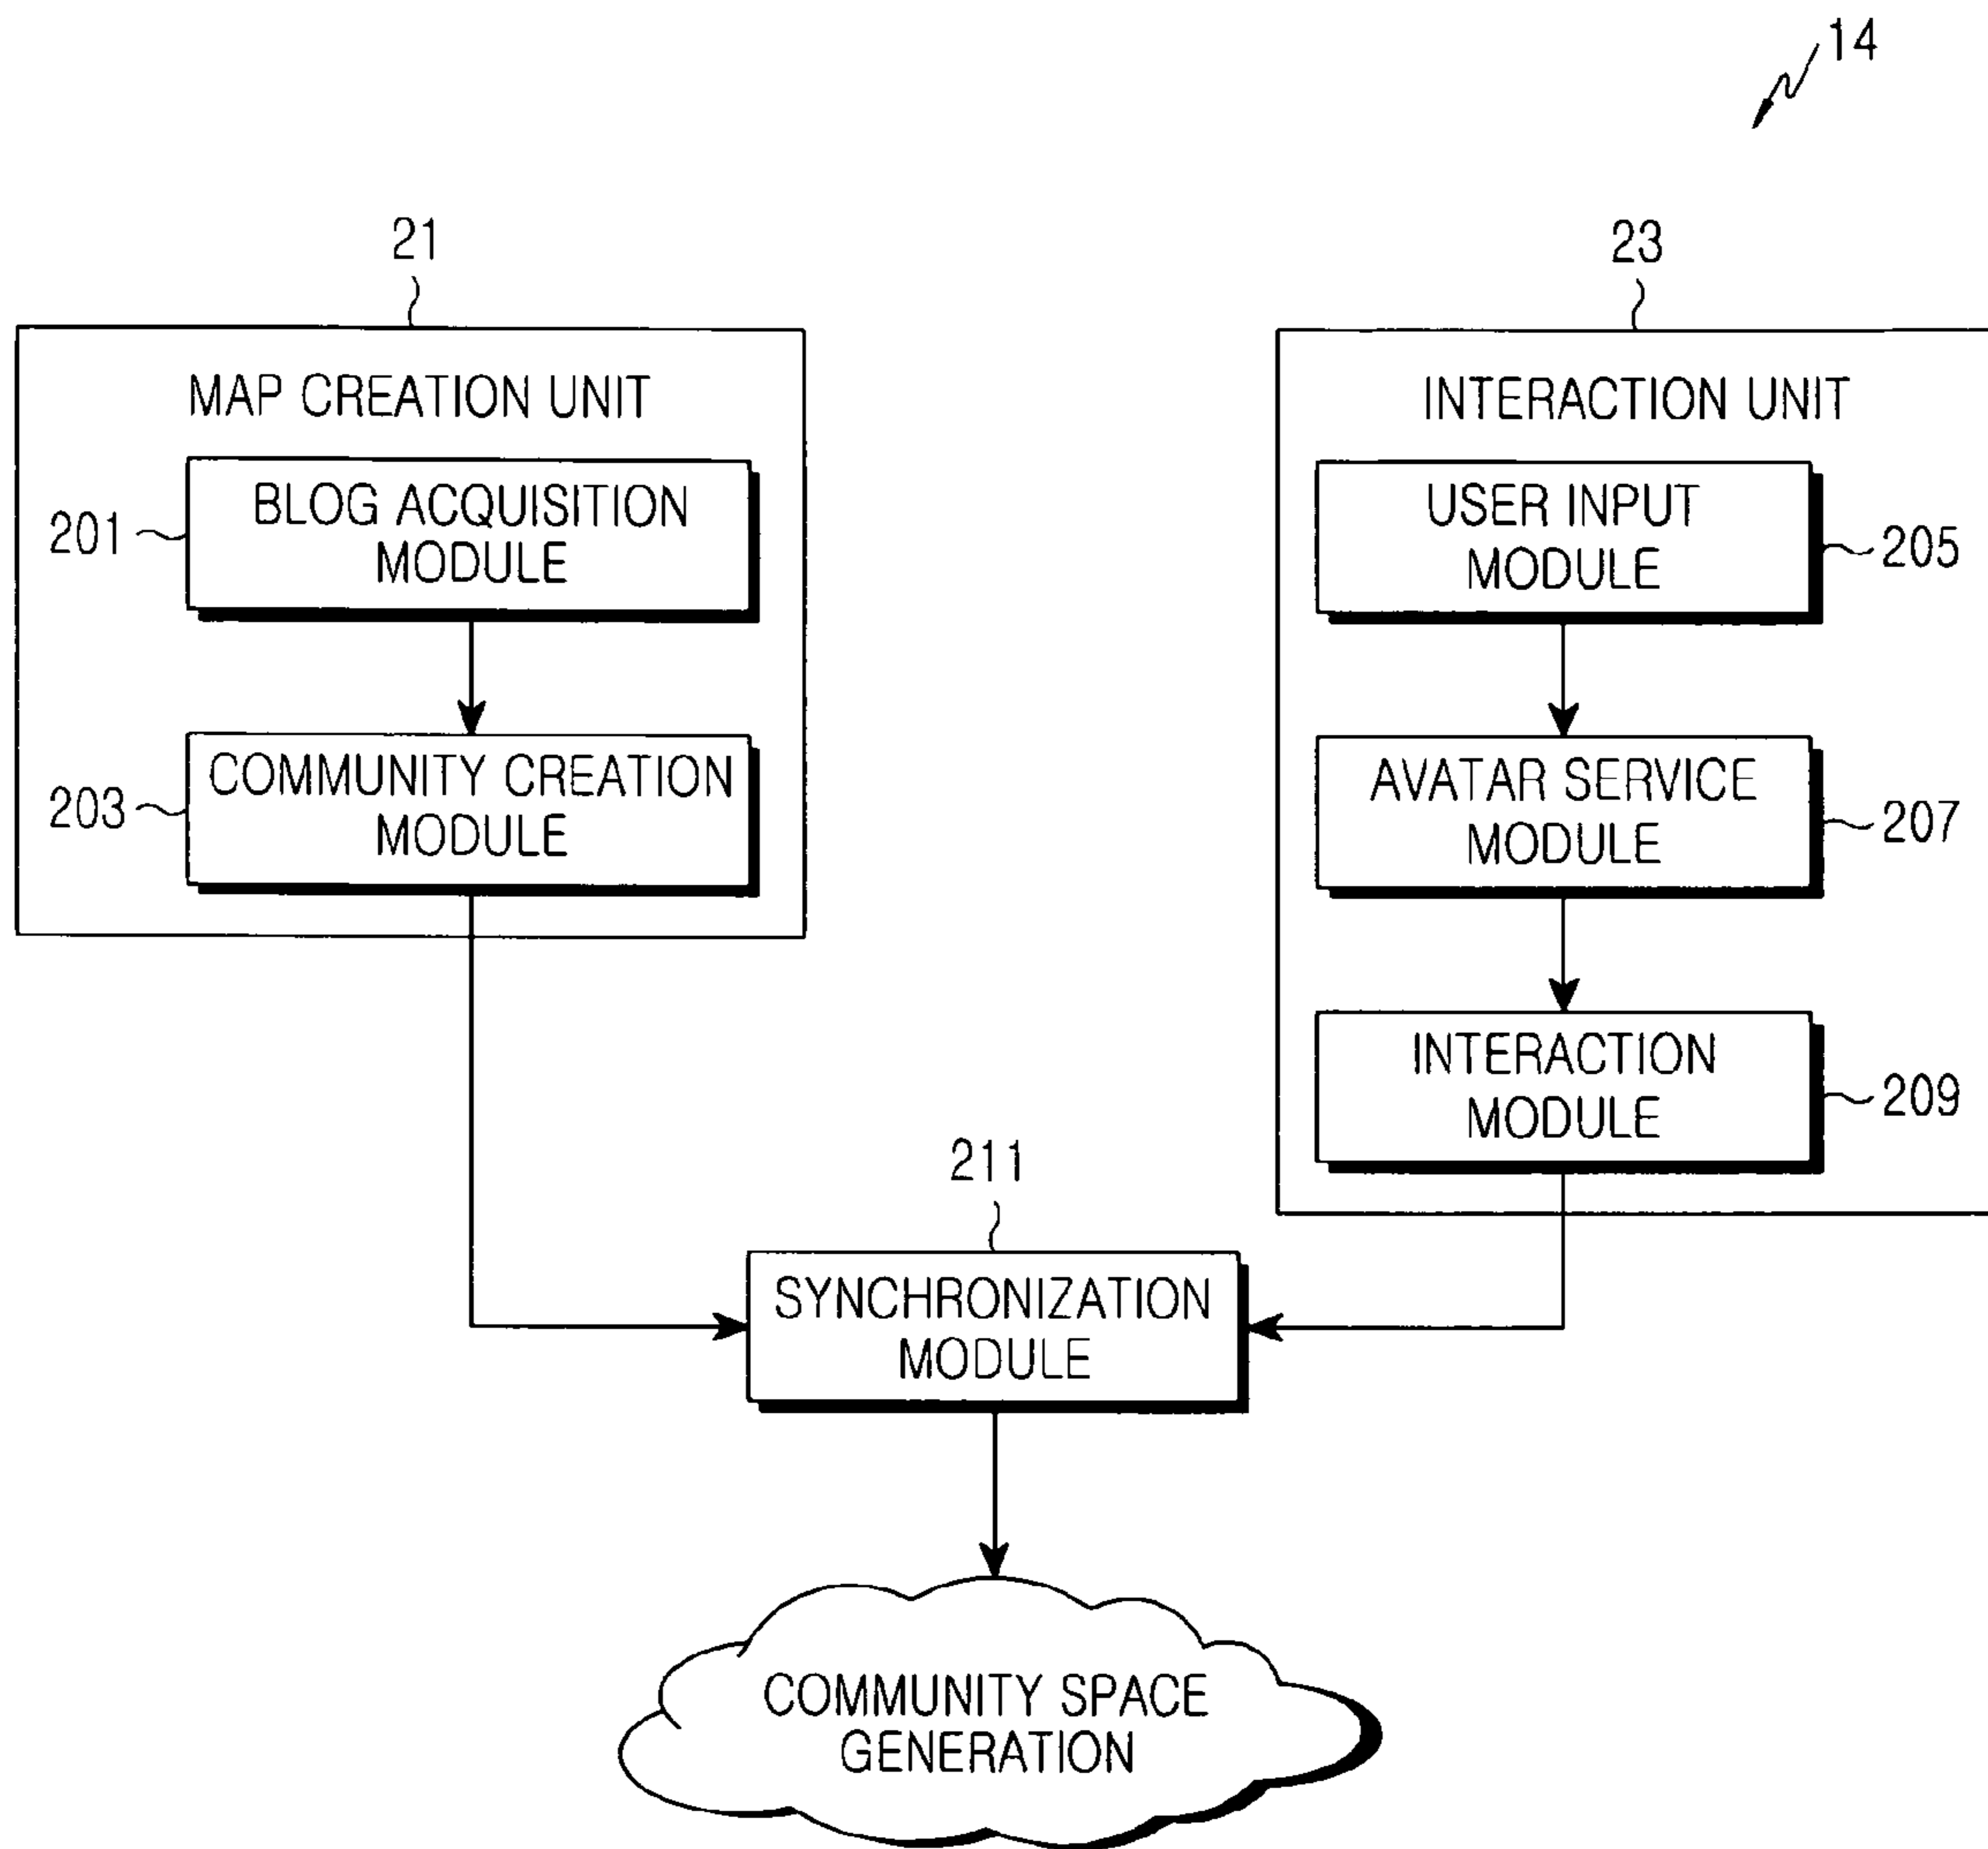 14
21
MAP CREATION UNIT
201
BLOG ACQUISITION
MODULE
203
COMMUNITY CREATION
MODULE
23
INTERACTION UNIT
USER INPUT
MODULE
205
AVATAR SERVICE
MODULE
207
INTERACTION
MODULE
209
211
SYNCHRONIZATION
MODULE
COMMUNITY SPACE
GENERATION